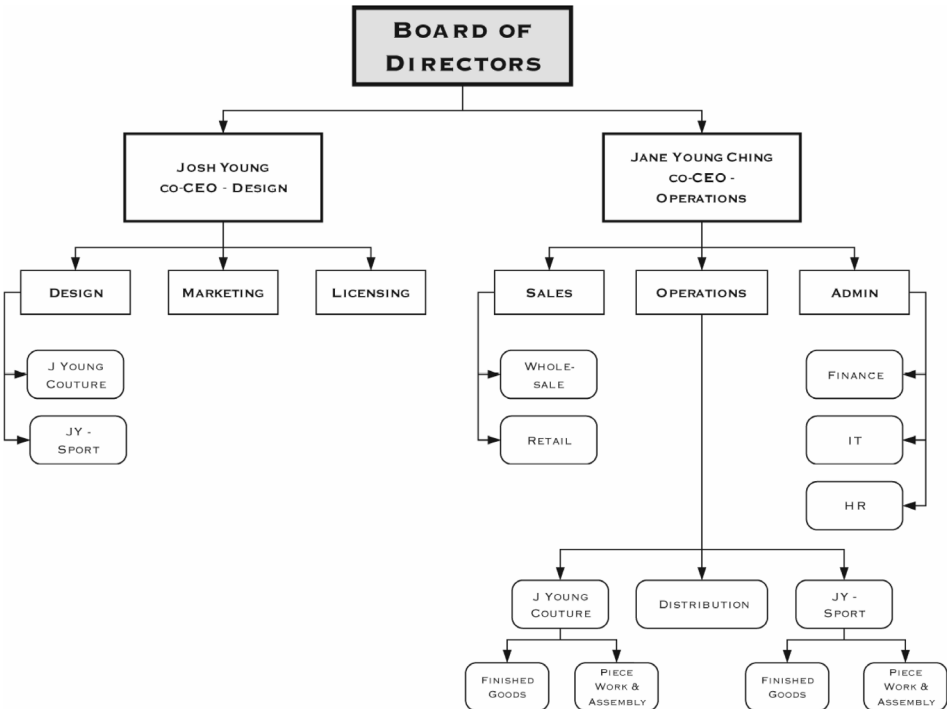 BOARD OF
DIRECTORS
JOSH YOUNG
CO-CEO - DESIGN
JANE YOUNG CHING
CO-CEO -
OPERATIONS
DESIGN
MARKETING
LICENSING
SALES
OPERATIONS
ADMIN
J YOUNG
COUTURE
WHOLE-
SALE
FINANCE
JY -
SPORT
RETAIL
IT
HR
J YOUNG
COUTURE
DISTRIBUTION
JY -
SPORT
FINISHED
GOODS
PIECE
WORK &
ASSEMBLY
FINISHED
GOODS
PIECE
WORK &
ASSEMBLY